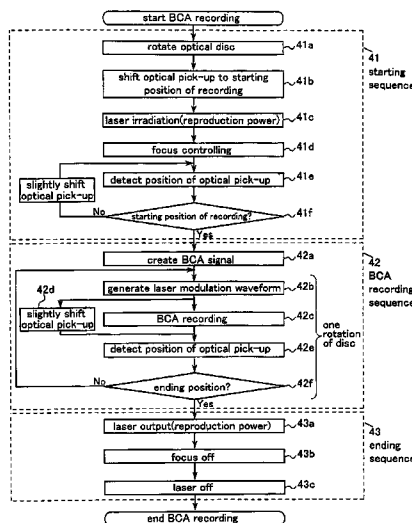 start BCA recording
rotate optical disc
41a
shift optical pick-up to starting
position of recording
41b
41
starting
sequence
laser irradiation(reproduction power)
41c
focus controlling
41d
detect position of optical pick-up
41e
slightly shift
optical pick-up
No
starting position of recording?
41f
Yes
create BCA signal
42a
42
BCA
recording
sequence
generate laser modulation waveform
42b
42d
slightly shift
optical pick-up
BCA recording
42c
one
rotation
of disc
detect position of optical pick-up
42e
No
ending position?
42f
Yes
laser output(reproduction power)
43a
43
ending
sequence
focus off
43b
laser off
43c
end BCA recording